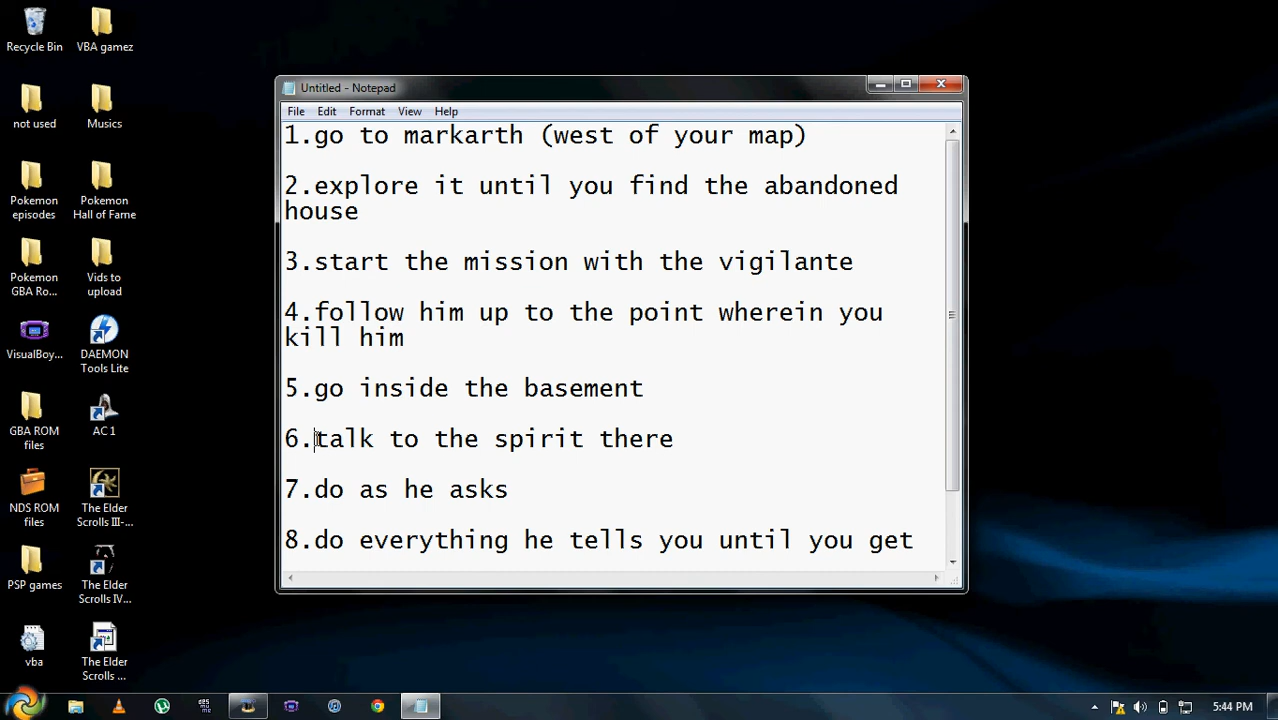 Recycle Bin
VBA gamez
not used
Musics
Pokemon
episodes
Pokemon
Hall of Fame
Pokemon
GBA Ro...
Vids to
upload
VisualBoy...
DAEMON
Tools Lite
GBA ROM
files
AC 1
NDS ROM
files
The Elder
Scrolls III-...
PSP games
The Elder
Scrolls IV...
vba
The Elder
Scrolls ...
Untitled - Notepad
File Edit Format View Help
1.go to markarth (west of your map)
2.explore it until you find the abandoned
house
3.start the mission with the vigilante
4.follow him up to the point wherein you
kill him
5.go inside the basement
6.talk to the spirit there
7.do as he asks
8.do everything he tells you until you get
5:44 PM